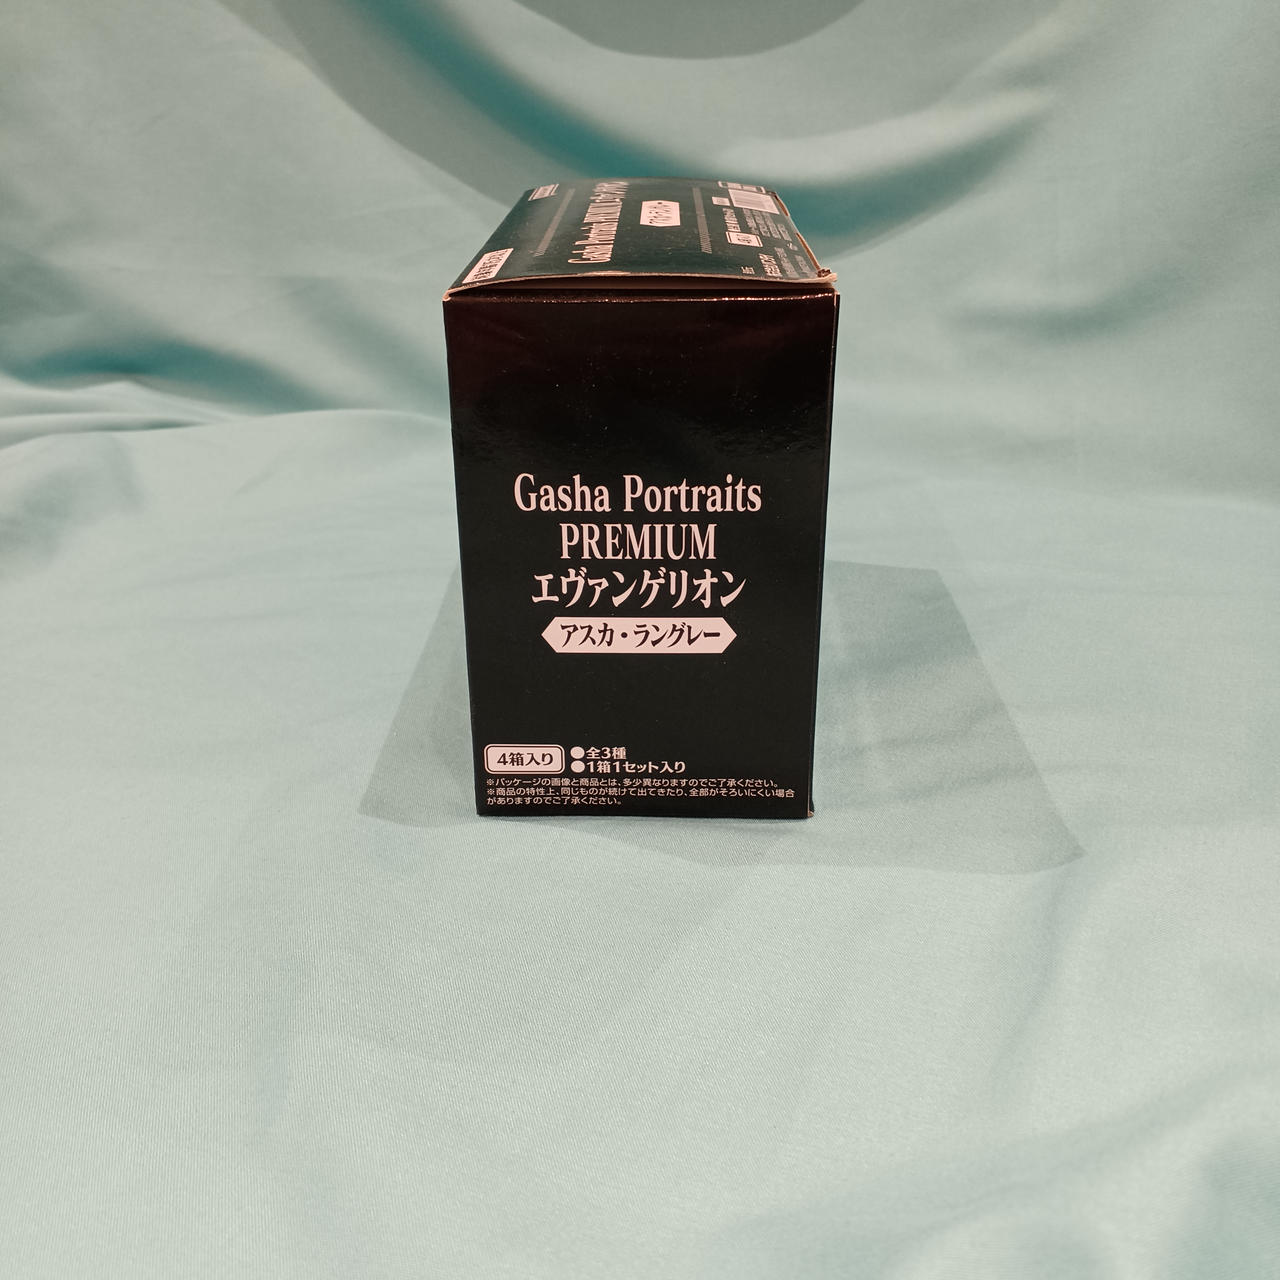 Gasha Portraits PREMIUM
Gasha Portraits
PREMIUM
エヴァンゲリオン
アスカ・ラングレー
4箱入り
●全3種
●1箱1セット入り
※パッケージの画像と商品とは、多少異なりますのでご了承ください。
※商品の特性上、同じものが続けて出てきたり、全部がそろいにくい場合
がありますのでご了承ください。